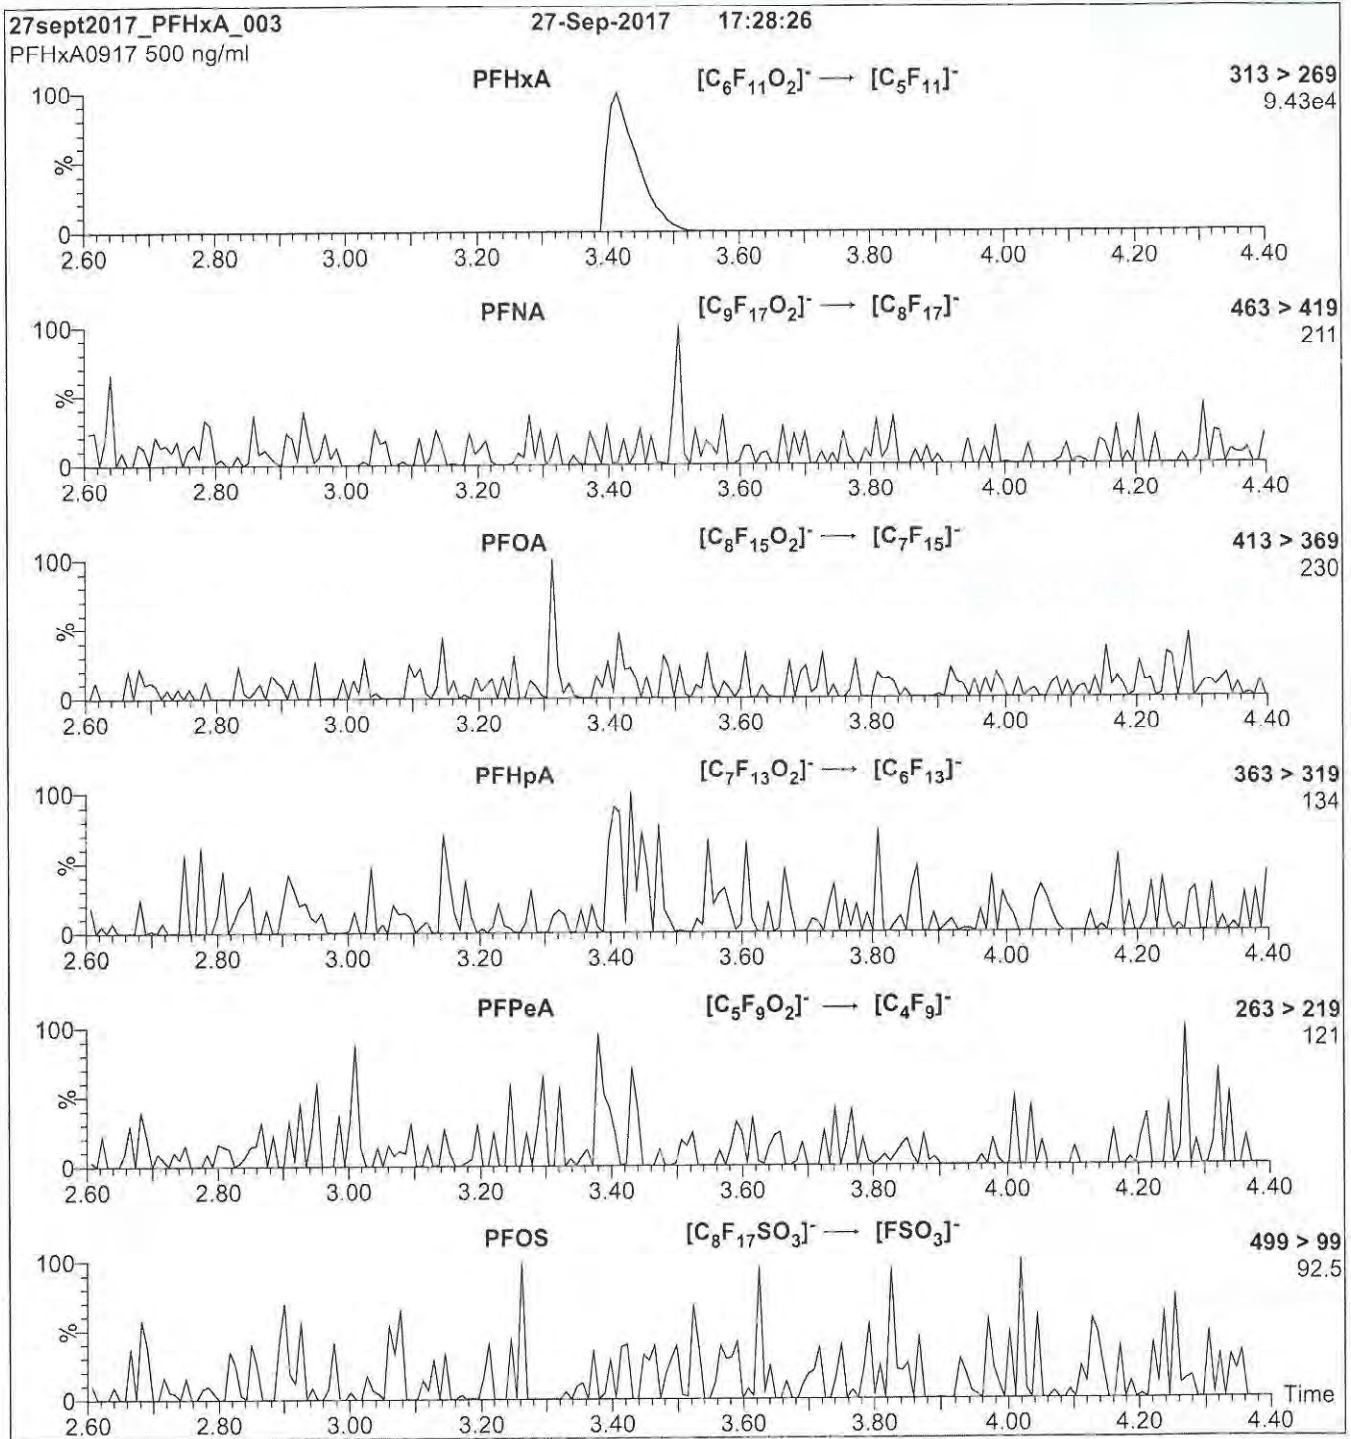 27sept2017_PFHxA_003 27-Sep-2017 17:28:26
PFHxA0917 500 ng/ml
PFHxA [C₆F₁₁O₂]⁻ → [C₅F₁₁]⁻ 313 > 269
9.43e4
100
%
0
2.60 2.80 3.00 3.20 3.40 3.60 3.80 4.00 4.20 4.40
PFNA [C₉F₁₇O₂]⁻ → [C₈F₁₇]⁻ 463 > 419
211
100
%
0
2.60 2.80 3.00 3.20 3.40 3.60 3.80 4.00 4.20 4.40
PFOA [C₈F₁₅O₂]⁻ → [C₇F₁₅]⁻ 413 > 369
230
100
%
0
2.60 2.80 3.00 3.20 3.40 3.60 3.80 4.00 4.20 4.40
PFHpA [C₇F₁₃O₂]⁻ → [C₆F₁₃]⁻ 363 > 319
134
100
%
0
2.60 2.80 3.00 3.20 3.40 3.60 3.80 4.00 4.20 4.40
PFPeA [C₅F₉O₂]⁻ → [C₄F₉]⁻ 263 > 219
121
100
%
0
2.60 2.80 3.00 3.20 3.40 3.60 3.80 4.00 4.20 4.40
PFOS [C₈F₁₇SO₃]⁻ → [FSO₃]⁻ 499 > 99
92.5
100
%
0 Time
2.60 2.80 3.00 3.20 3.40 3.60 3.80 4.00 4.20 4.40